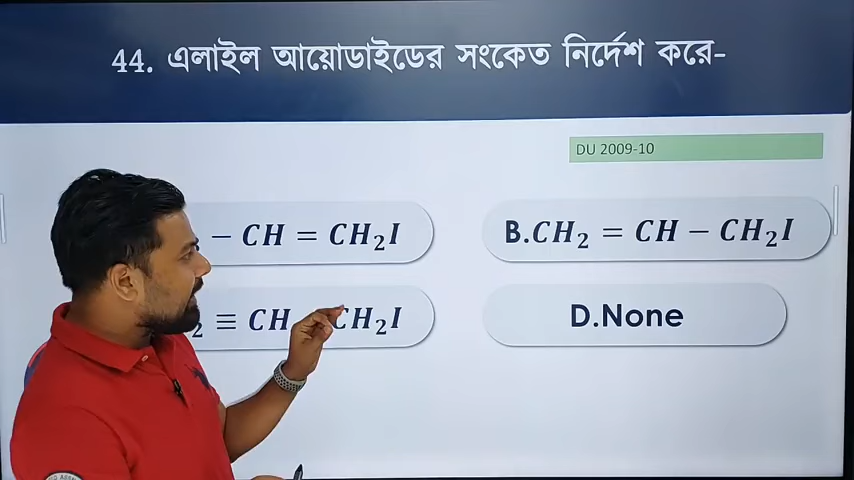 44. এলাইল আয়োডাইডের সংকেত নির্দেশ করে-
DU 2009-10
− CH = CH₂I
B.CH₂ = CH − CH₂I
₂ ≡ CH CH₂I
D.None